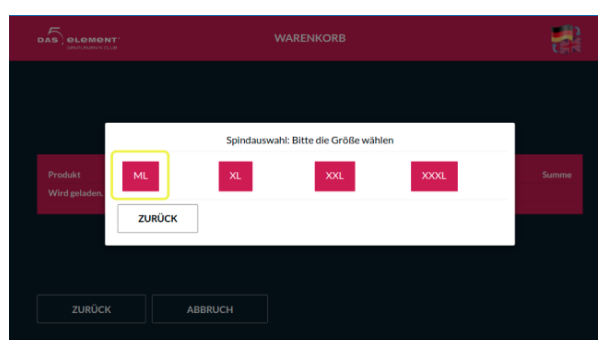 DAS 5 ELEMENT
WARENKORB
Spindauswahl: Bitte die Größe wählen
Produkt
ML
XL
XXL
XXXL
Summe
Wird geladen.
ZURÜCK
ZURÜCK
ABBRUCH